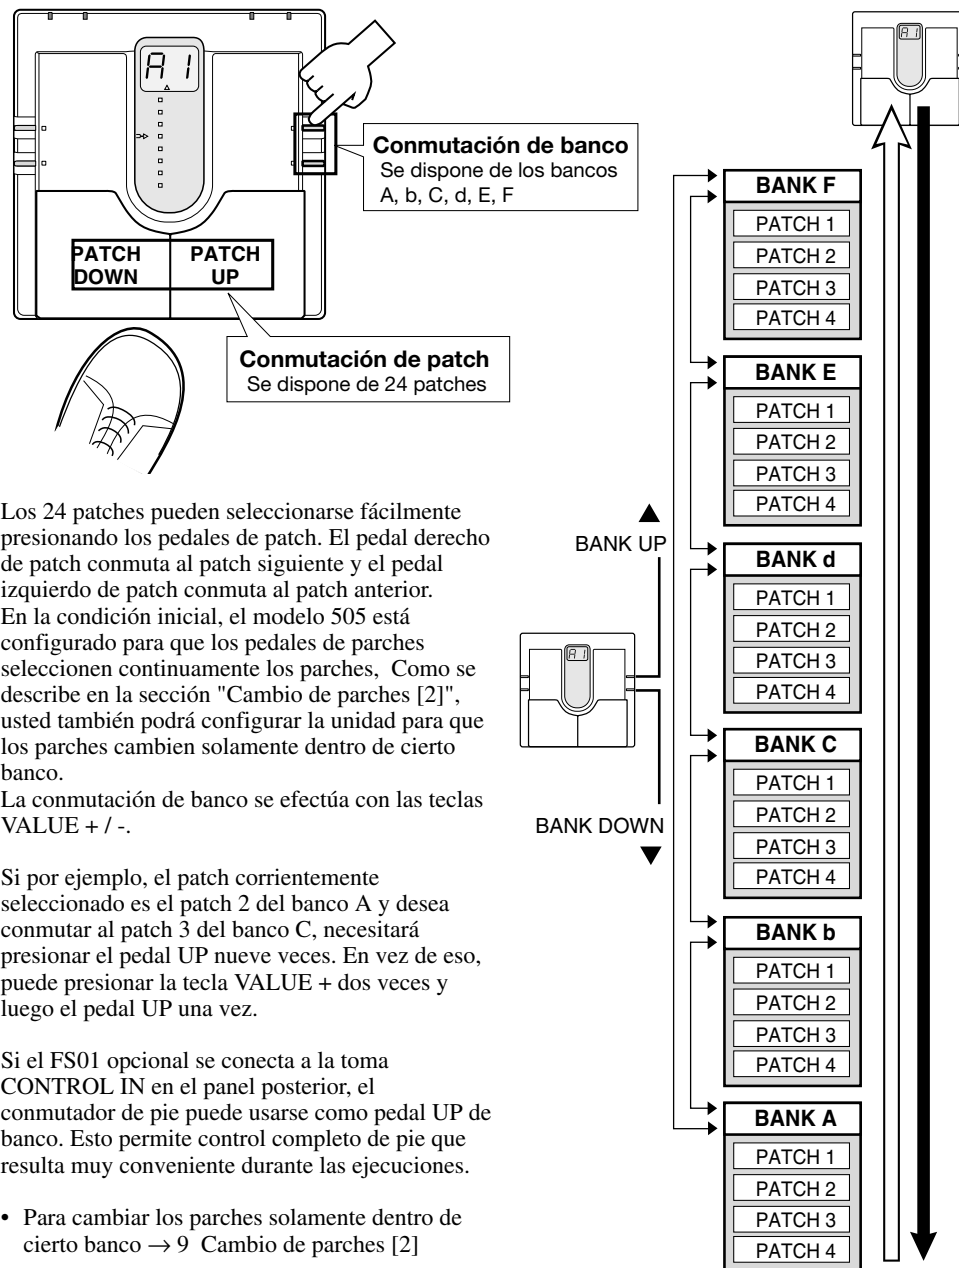 A1
Conmutación de banco
Se dispone de los bancos
A, b, C, d, E, F
PATCH
DOWN
PATCH
UP
Conmutación de patch
Se dispone de 24 patches
Los 24 patches pueden seleccionarse fácilmente
presionando los pedales de patch. El pedal derecho
de patch conmuta al patch siguiente y el pedal
izquierdo de patch conmuta al patch anterior.
En la condición inicial, el modelo 505 está
configurado para que los pedales de parches
seleccionen continuamente los parches,  Como se
describe en la sección "Cambio de parches [2]",
usted también podrá configurar la unidad para que
los parches cambien solamente dentro de cierto
banco.
La conmutación de banco se efectúa con las teclas
VALUE + / -.
Si por ejemplo, el patch corrientemente
seleccionado es el patch 2 del banco A y desea
conmutar al patch 3 del banco C, necesitará
presionar el pedal UP nueve veces. En vez de eso,
puede presionar la tecla VALUE + dos veces y
luego el pedal UP una vez.
Si el FS01 opcional se conecta a la toma
CONTROL IN en el panel posterior, el
conmutador de pie puede usarse como pedal UP de
banco. Esto permite control completo de pie que
resulta muy conveniente durante las ejecuciones.
• Para cambiar los parches solamente dentro de
cierto banco → 9  Cambio de parches [2]
BANK UP
A1
BANK DOWN
A1
BANK F
PATCH 1
PATCH 2
PATCH 3
PATCH 4
BANK E
PATCH 1
PATCH 2
PATCH 3
PATCH 4
BANK d
PATCH 1
PATCH 2
PATCH 3
PATCH 4
BANK C
PATCH 1
PATCH 2
PATCH 3
PATCH 4
BANK b
PATCH 1
PATCH 2
PATCH 3
PATCH 4
BANK A
PATCH 1
PATCH 2
PATCH 3
PATCH 4